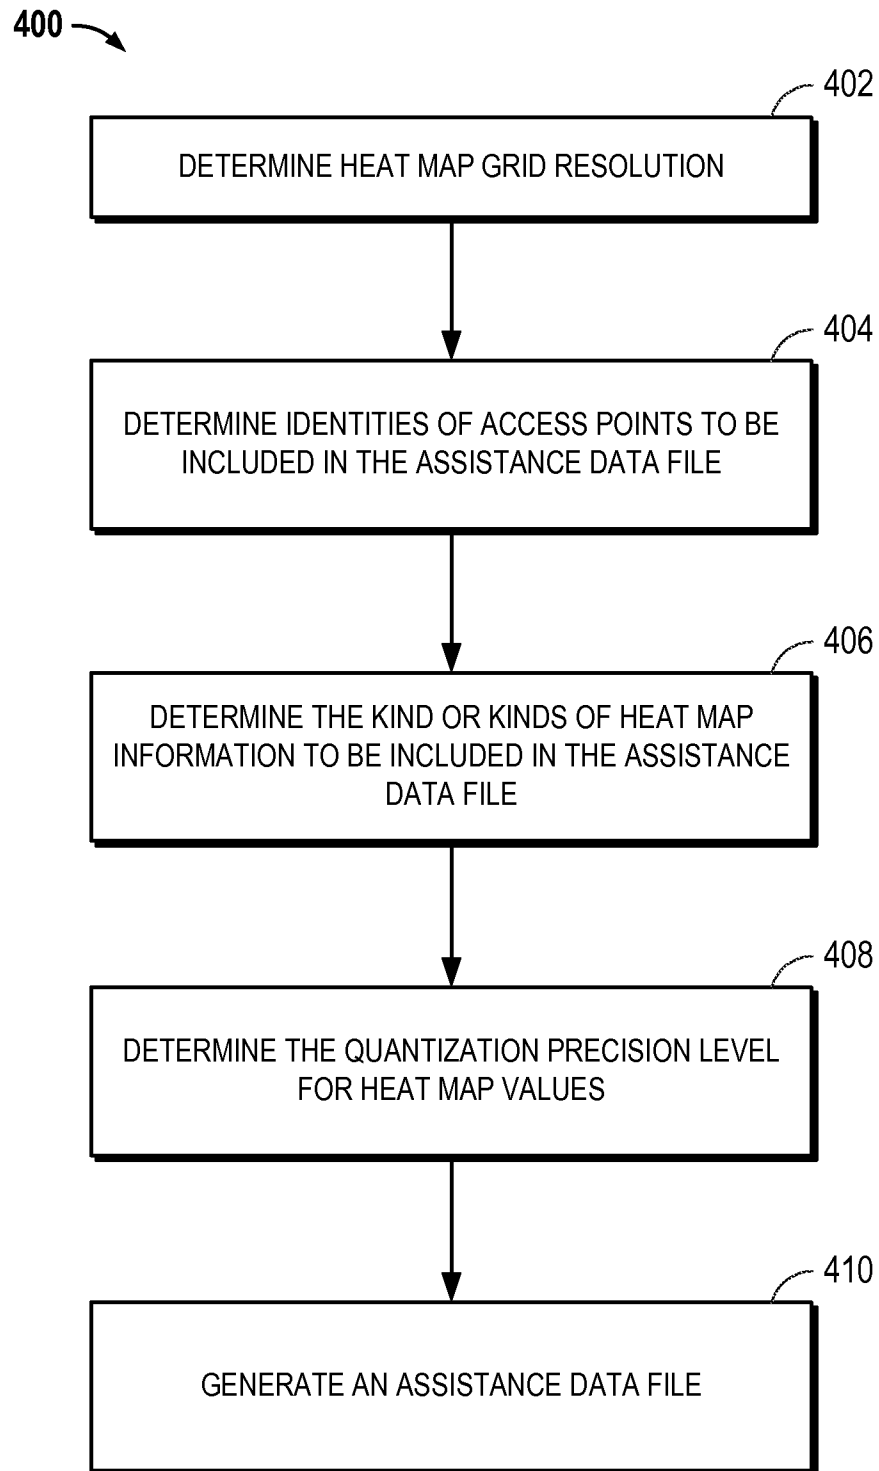 400
402
DETERMINE HEAT MAP GRID RESOLUTION
404
DETERMINE IDENTITIES OF ACCESS POINTS TO BE
INCLUDED IN THE ASSISTANCE DATA FILE
406
DETERMINE THE KIND OR KINDS OF HEAT MAP
INFORMATION TO BE INCLUDED IN THE ASSISTANCE
DATA FILE
408
DETERMINE THE QUANTIZATION PRECISION LEVEL
FOR HEAT MAP VALUES
410
GENERATE AN ASSISTANCE DATA FILE